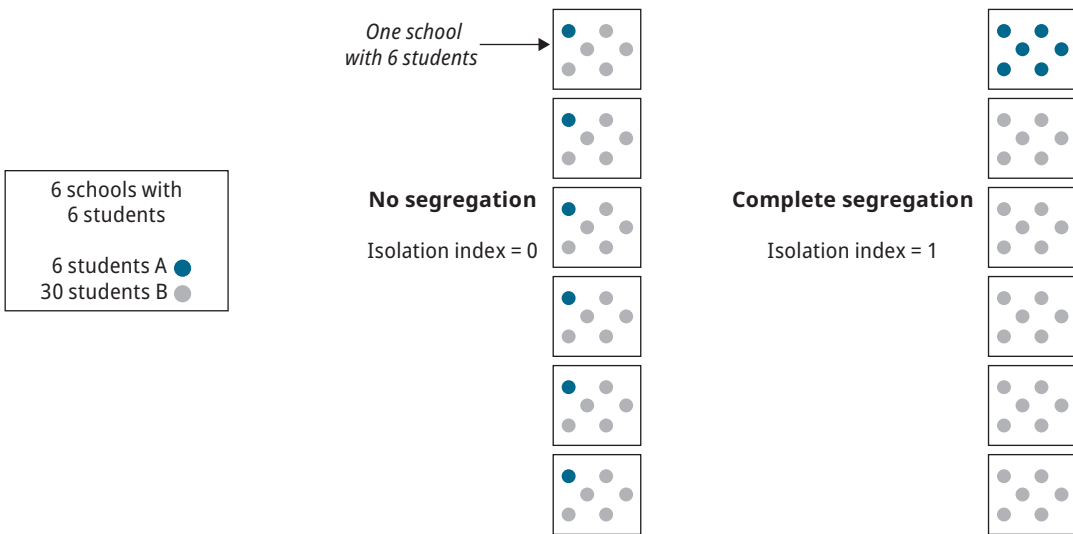 One school
with 6 students
6 schools with
6 students
6 students A
30 students B
No segregation
Isolation index = 0
Complete segregation
Isolation index = 1